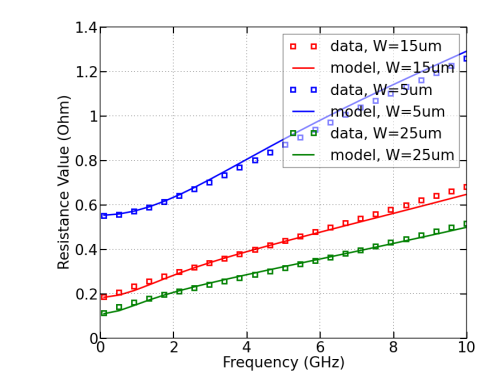 1.4
1.2
1
0.8
0.6
0.4
0.2
0
Resistance Value (Ohm)
data, W=15um
model, W=15um
data, W=5um
model, W=5um
data, W=25um
model, W=25um
0 2 4 6 8 10
Frequency (GHz)